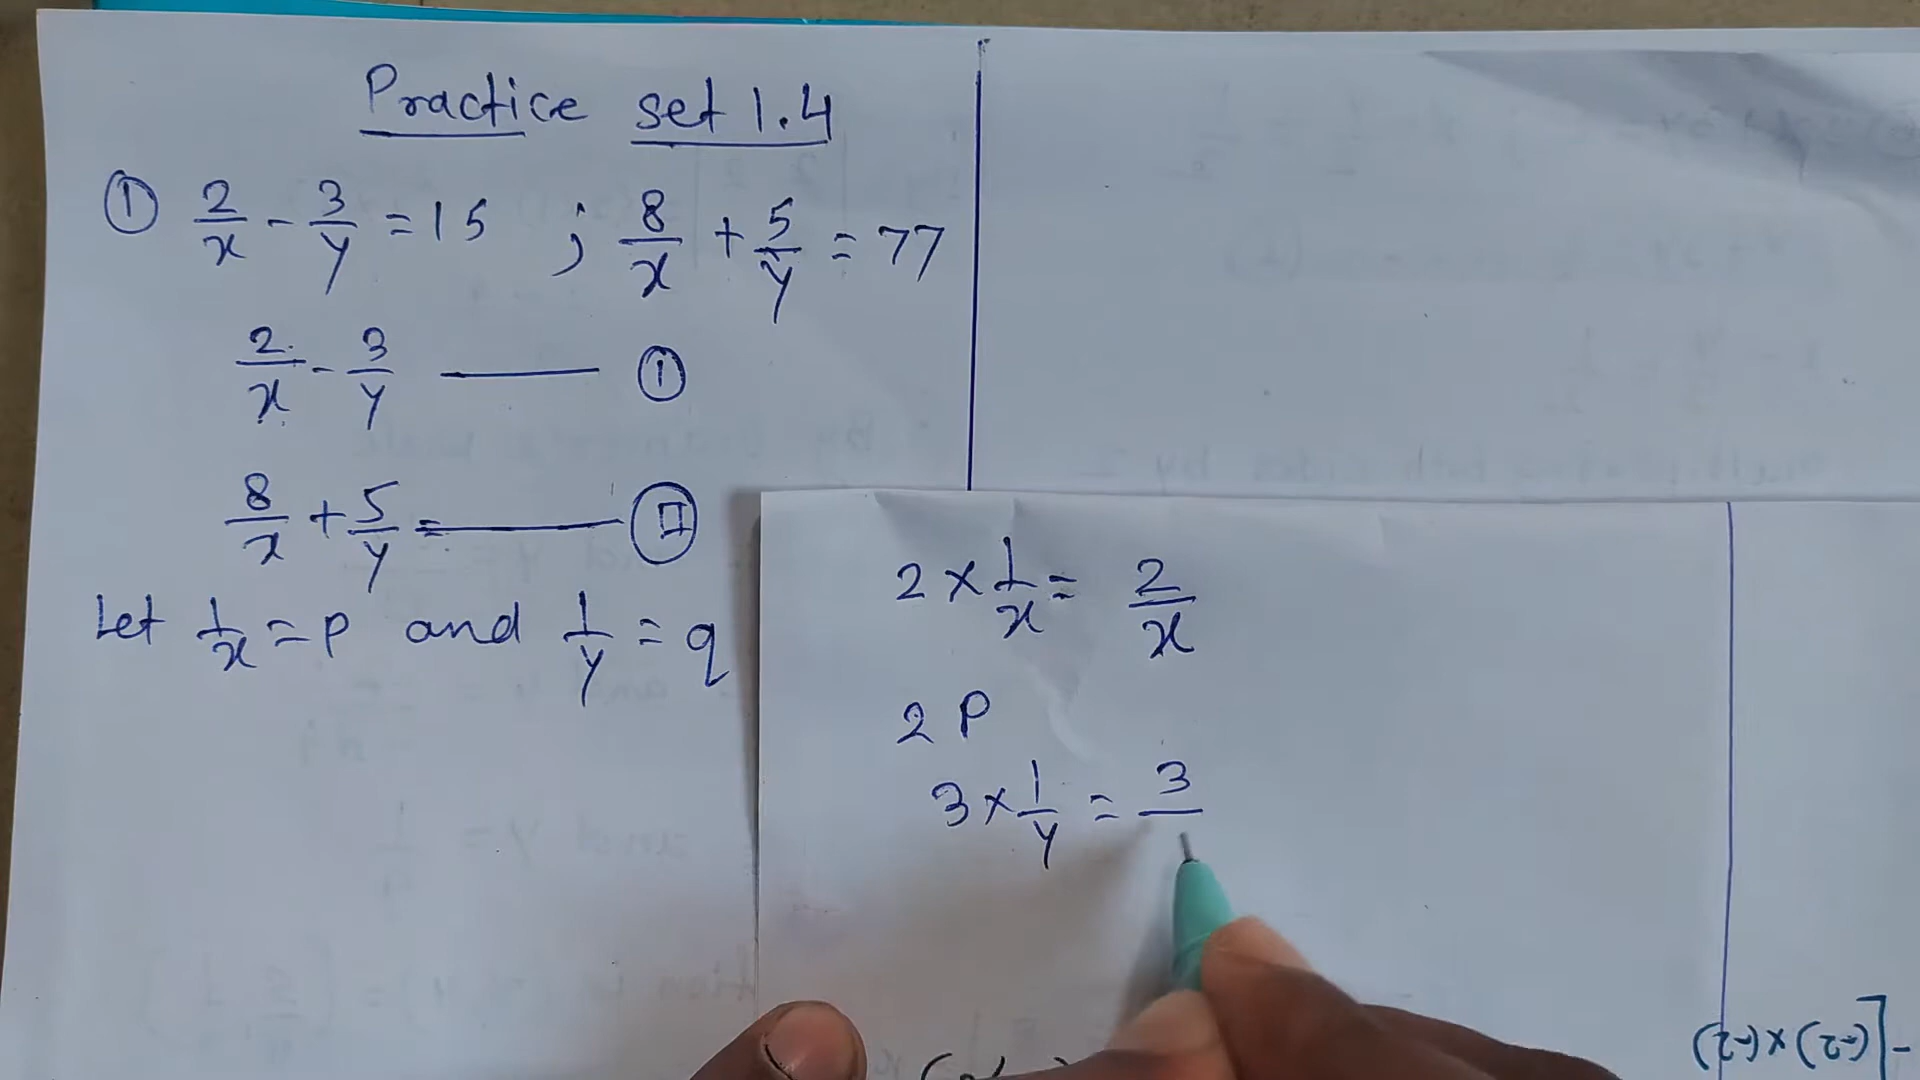 Practice set 1.4
① 2/x - 3/y = 15 ; 8/x + 5/y = 77
2/x - 3/y —— ①
8/x + 5/y = —— Ⅱ
Let 1/x = p and 1/y = q
2 × 1/x = 2/x
2 P
3 × 1/y = 3/